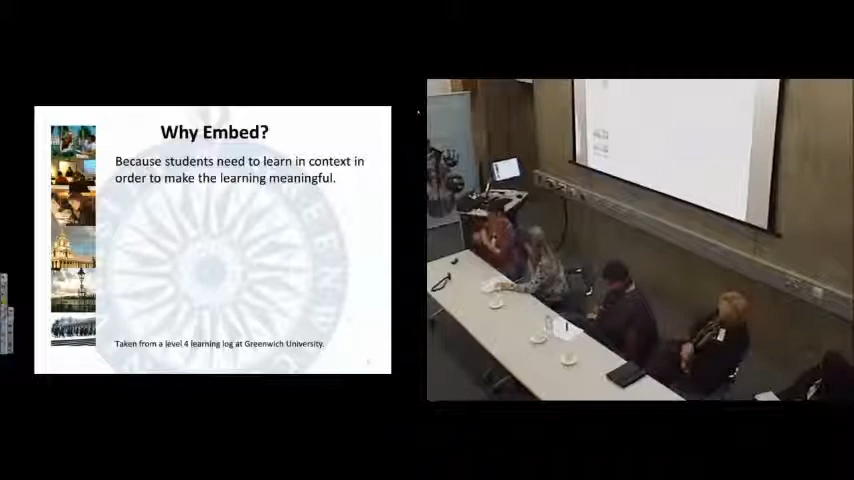 Why Embed?
Because students need to learn in context in
order to make the learning meaningful.
Taken from a level 4 learning log at Greenwich University.